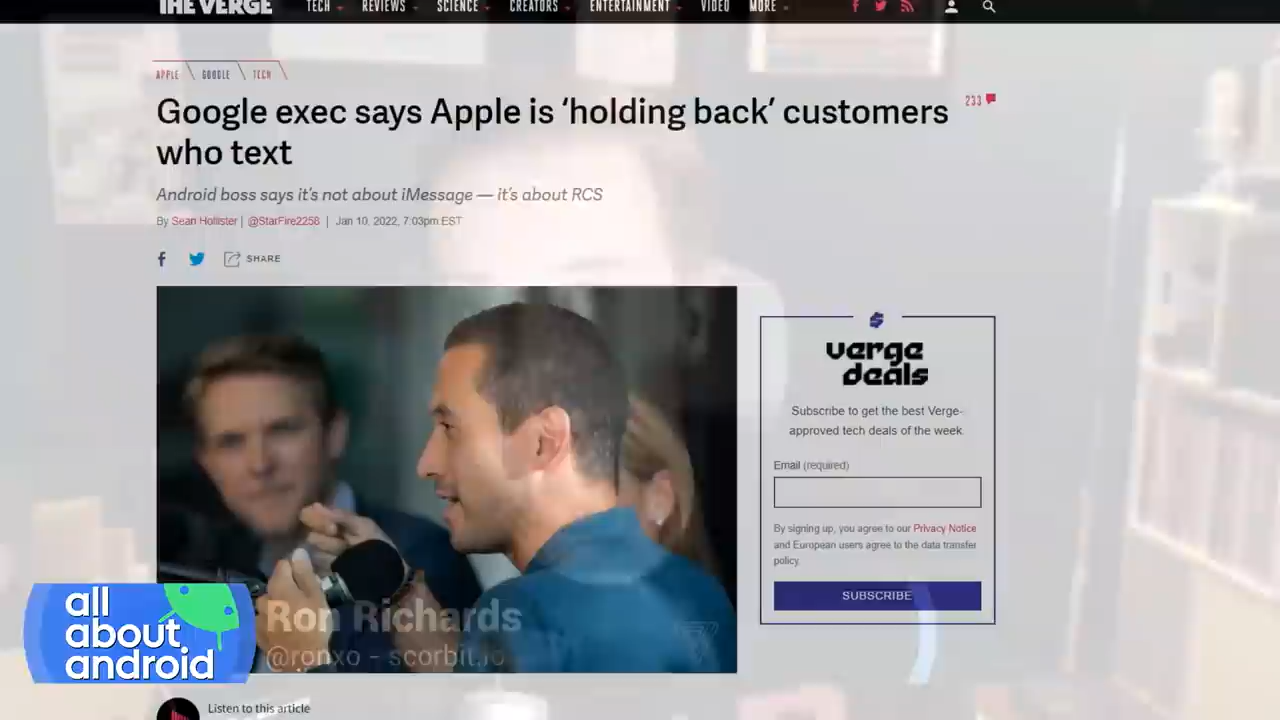 THE VERGE
TECH
REVIEWS
SCIENCE
CREATORS
ENTERTAINMENT
VIDEO
MORE
APPLE
GOOGLE
TECH
Google exec says Apple is ‘holding back’ customers
who text
233
Android boss says it’s not about iMessage — it’s about RCS
By Sean Hollister | @StarFire2258 | Jan 10, 2022, 7:03pm EST
SHARE
verge
deals
Subscribe to get the best Verge-
approved tech deals of the week
Email (required)
By signing up, you agree to our Privacy Notice
and European users agree to the data transfer
policy.
SUBSCRIBE
all
about
android
Ron Richards
@ronxo - scorbit.io
Listen to this article